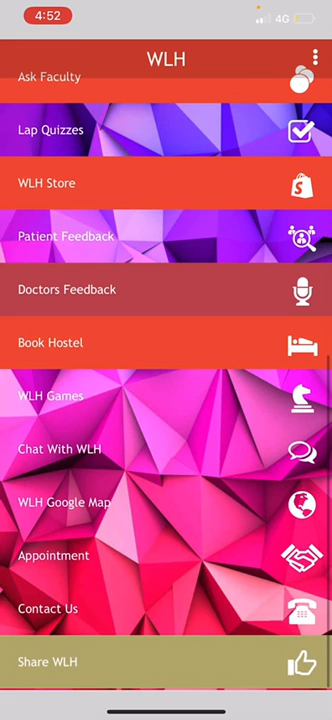 4:52
4G
WLH
Ask Faculty
Lap Quizzes
WLH Store
Patient Feedback
Doctors Feedback
Book Hostel
WLH Games
Chat With WLH
WLH Google Map
Appointment
Contact Us
Share WLH